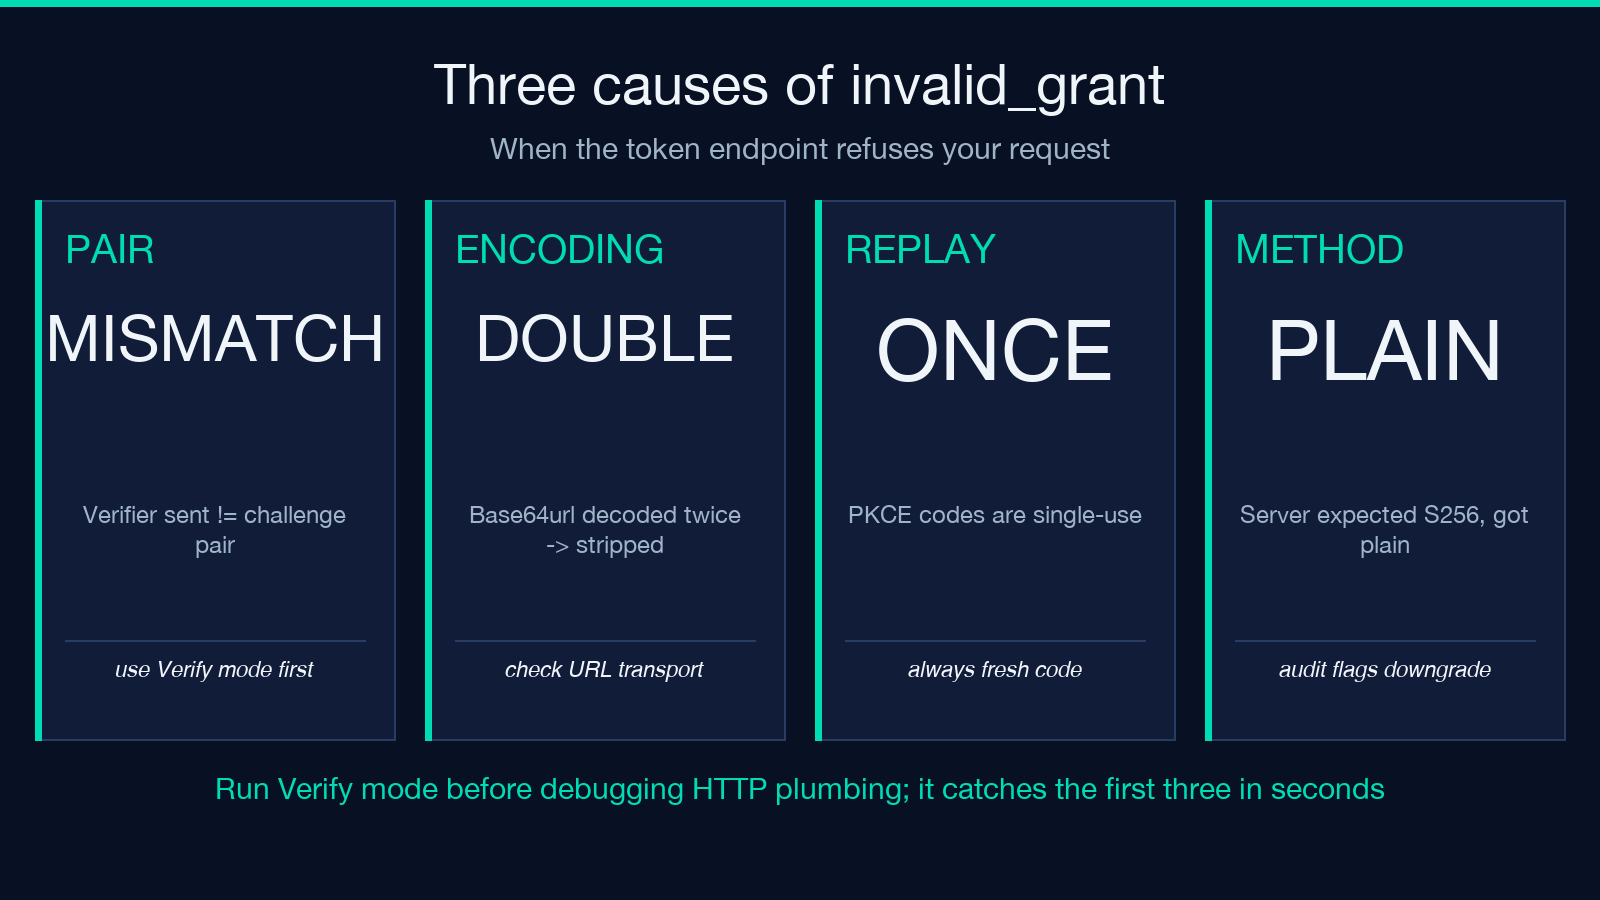 Three causes of invalid_grant
When the token endpoint refuses your request
PAIR
MISMATCH
Verifier sent != challenge
pair
use Verify mode first
ENCODING
DOUBLE
Base64url decoded twice
-> stripped
check URL transport
REPLAY
ONCE
PKCE codes are single-use
always fresh code
METHOD
PLAIN
Server expected S256, got
plain
audit flags downgrade
Run Verify mode before debugging HTTP plumbing; it catches the first three in seconds